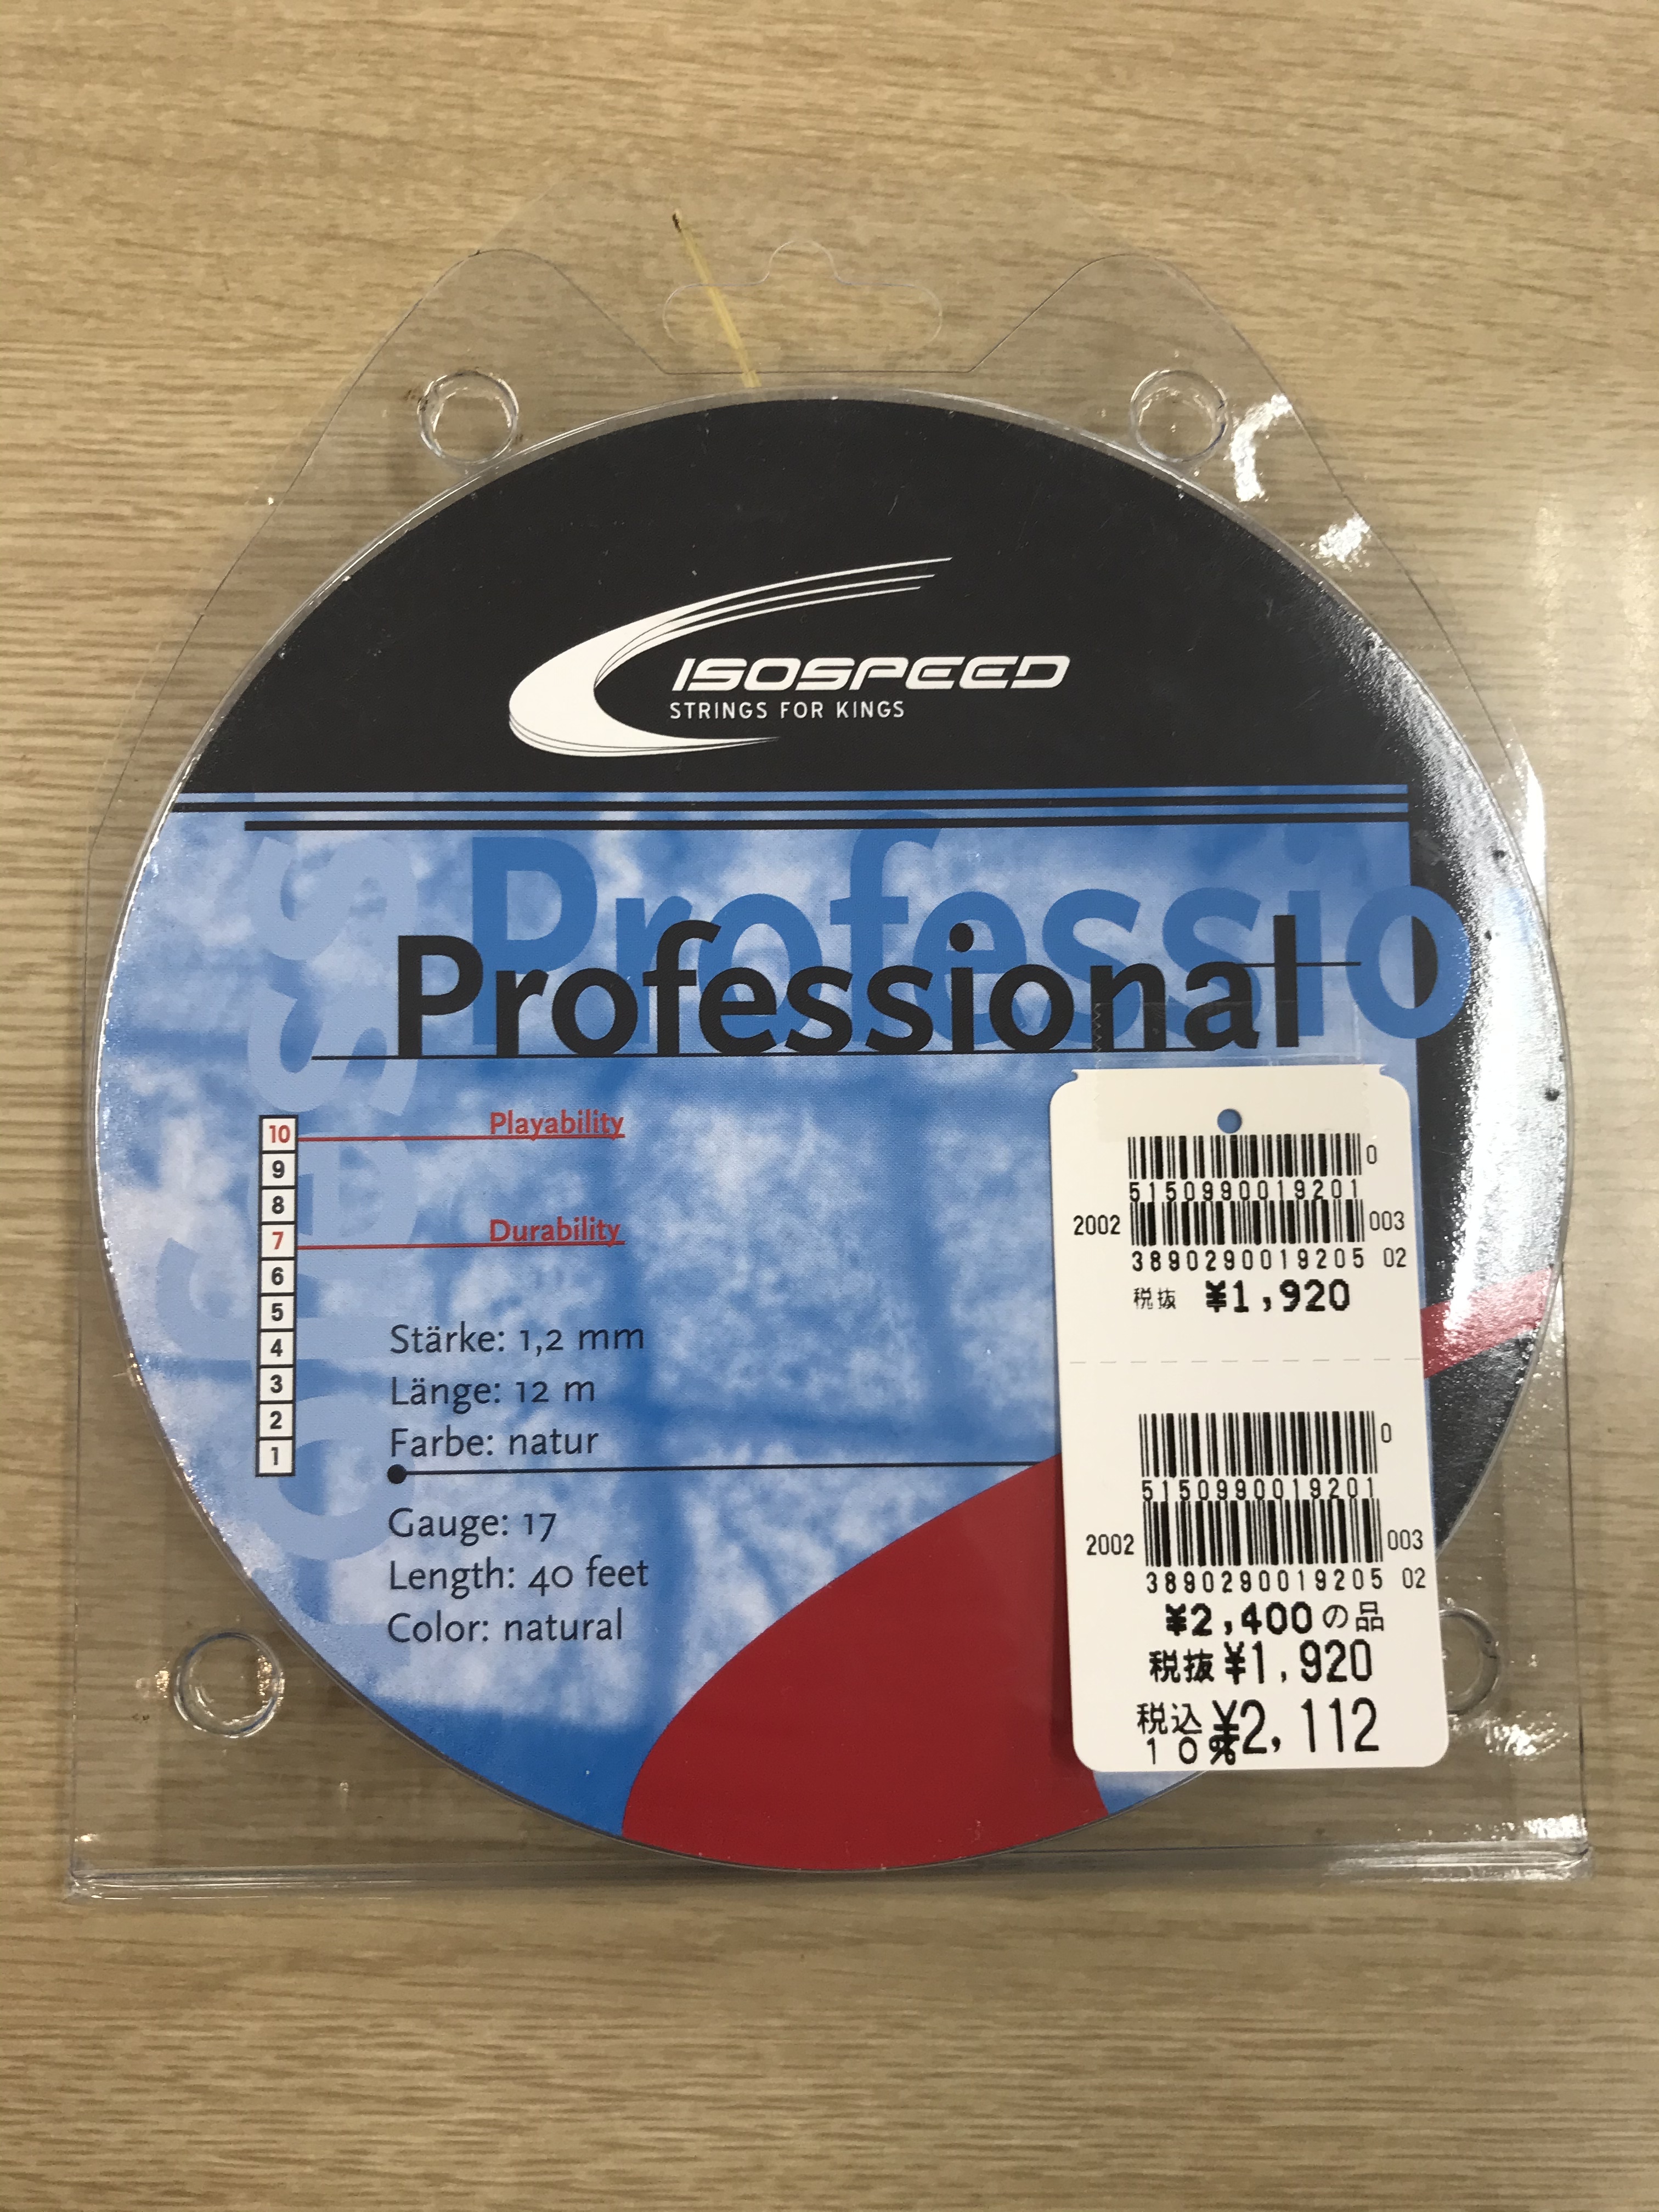 ISOSPEED
STRINGS FOR KINGS
Professio
Professional
10
9
8
7
6
5
4
3
2
1
Playability
Durability
Stärke: 1,2 mm
Länge: 12 m
Farbe: natur
Gauge: 17
Length: 40 feet
Color: natural
0
5150990019201
2002 003
3890290019205 02
税抜 ¥1,920
0
5150990019201
2002 003
3890290019205 02
¥2,400の品
税抜¥1,920
税込¥2,112
10%